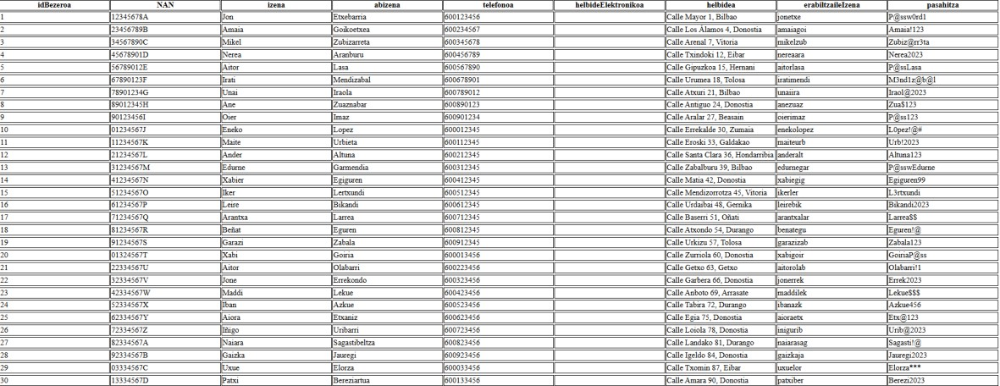 idBezeroa NAN izena abizena telefonoa helbideElektronikoa helbidea erabiltzaileIzena pasahitza
1 12345678A Jon Etxebarria 600123456 Calle Mayor 1, Bilbao jonetxe P@ssw0rd1
2 23456789B Amaia Goikoetxea 600234567 Calle Los Álamos 4, Donostia amaiagoi Amaia!123
3 34567890C Mikel Zubizarreta 600345678 Calle Arenal 7, Vitoria mikelzub Zubiz@rr3ta
4 45678901D Nerea Aranburu 600456789 Calle Txindoki 12, Eibar nereaara Nerea2023
5 56789012E Aitor Lasa 600567890 Calle Gipuzkoa 15, Hernani aitorlasa P@ssLasa
6 67890123F Irati Mendizabal 600678901 Calle Urumea 18, Tolosa iratimendi M3nd1z@b@l
7 78901234G Unai Iraola 600789012 Calle Atxuri 21, Bilbao unaiira Iraol@2023
8 89012345H Ane Zuaznabar 600890123 Calle Antiguo 24, Donostia anezuaz Zua$123
9 90123456I Oier Imaz 600901234 Calle Aralar 27, Beasain oierimaz P@ss123
10 01234567J Eneko Lopez 600012345 Calle Errekalde 30, Zumaia enekolopez L0pez!@#
11 11234567K Maite Urbieta 600112345 Calle Eroski 33, Galdakao maiteurb Urb!2023
12 21234567L Ander Altuna 600212345 Calle Santa Clara 36, Hondarribia anderalt Altuna123
13 31234567M Edurne Garmendia 600312345 Calle Zabalburu 39, Bilbao edurnegar P@sswEdurne
14 41234567N Xabier Egiguren 600412345 Calle Matia 42, Donostia xabiegig Egiguren99
15 51234567O Iker Lertxundi 600512345 Calle Mendizorrotza 45, Vitoria ikerler L3rtxundi
16 61234567P Leire Bikandi 600612345 Calle Urdaibai 48, Gernika leirebik Bikandi2023
17 71234567Q Arantxa Larrea 600712345 Calle Baserri 51, Oñati arantxalar Larrea$$
18 81234567R Beñat Eguren 600812345 Calle Atxondo 54, Durango benategu Eguren!@
19 91234567S Garazi Zabala 600912345 Calle Urkizu 57, Tolosa garazizab Zabala123
20 01324567T Xabi Goiria 600013456 Calle Zurriola 60, Donostia xabigoir GoiriaP@ss
21 22334567U Aitor Olabarri 600223456 Calle Getxo 63, Getxo aitorolab Olabarri!1
22 32334567V Jone Errekondo 600323456 Calle Garbera 66, Donostia jonerrek Errek2023
23 42334567W Maddi Lekue 600423456 Calle Anboto 69, Arrasate maddilek Lekue$$$
24 52334567X Iban Azkue 600523456 Calle Tabira 72, Durango ibanazk Azkue456
25 62334567Y Aiora Etxaniz 600623456 Calle Egia 75, Donostia aioraetx Etx@123
26 72334567Z Iñigo Uribarri 600723456 Calle Loiola 78, Donostia inigurib Urib@2023
27 82334567A Naiara Sagastibeltza 600823456 Calle Landako 81, Durango naiarasag Sagasti!@
28 92334567B Gaizka Jauregi 600923456 Calle Igeldo 84, Donostia gaizkaja Jauregi2023
29 03334567C Uxue Elorza 600033456 Calle Txomin 87, Eibar uxuelor Elorza***
30 13334567D Patxi Bereziartua 600133456 Calle Amara 90, Donostia patxiber Berezi2023